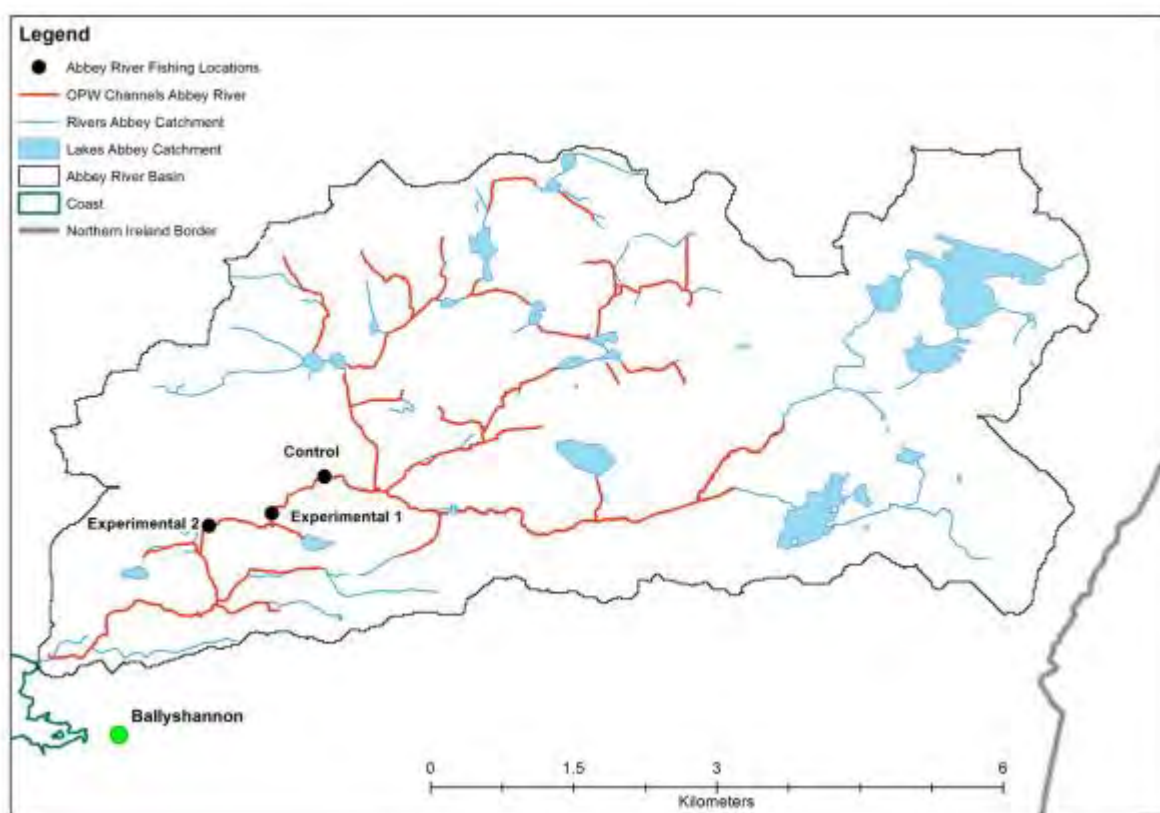 Legend
Abbey River Fishing Locations
OPW Channels Abbey River
Rivers Abbey Catchment
Lakes Abbey Catchment
Abbey River Basin
Coast
Northern Ireland Border
Control
Experimental 1
Experimental 2
Ballyshannon
0 1.5 3 6
Kilometers